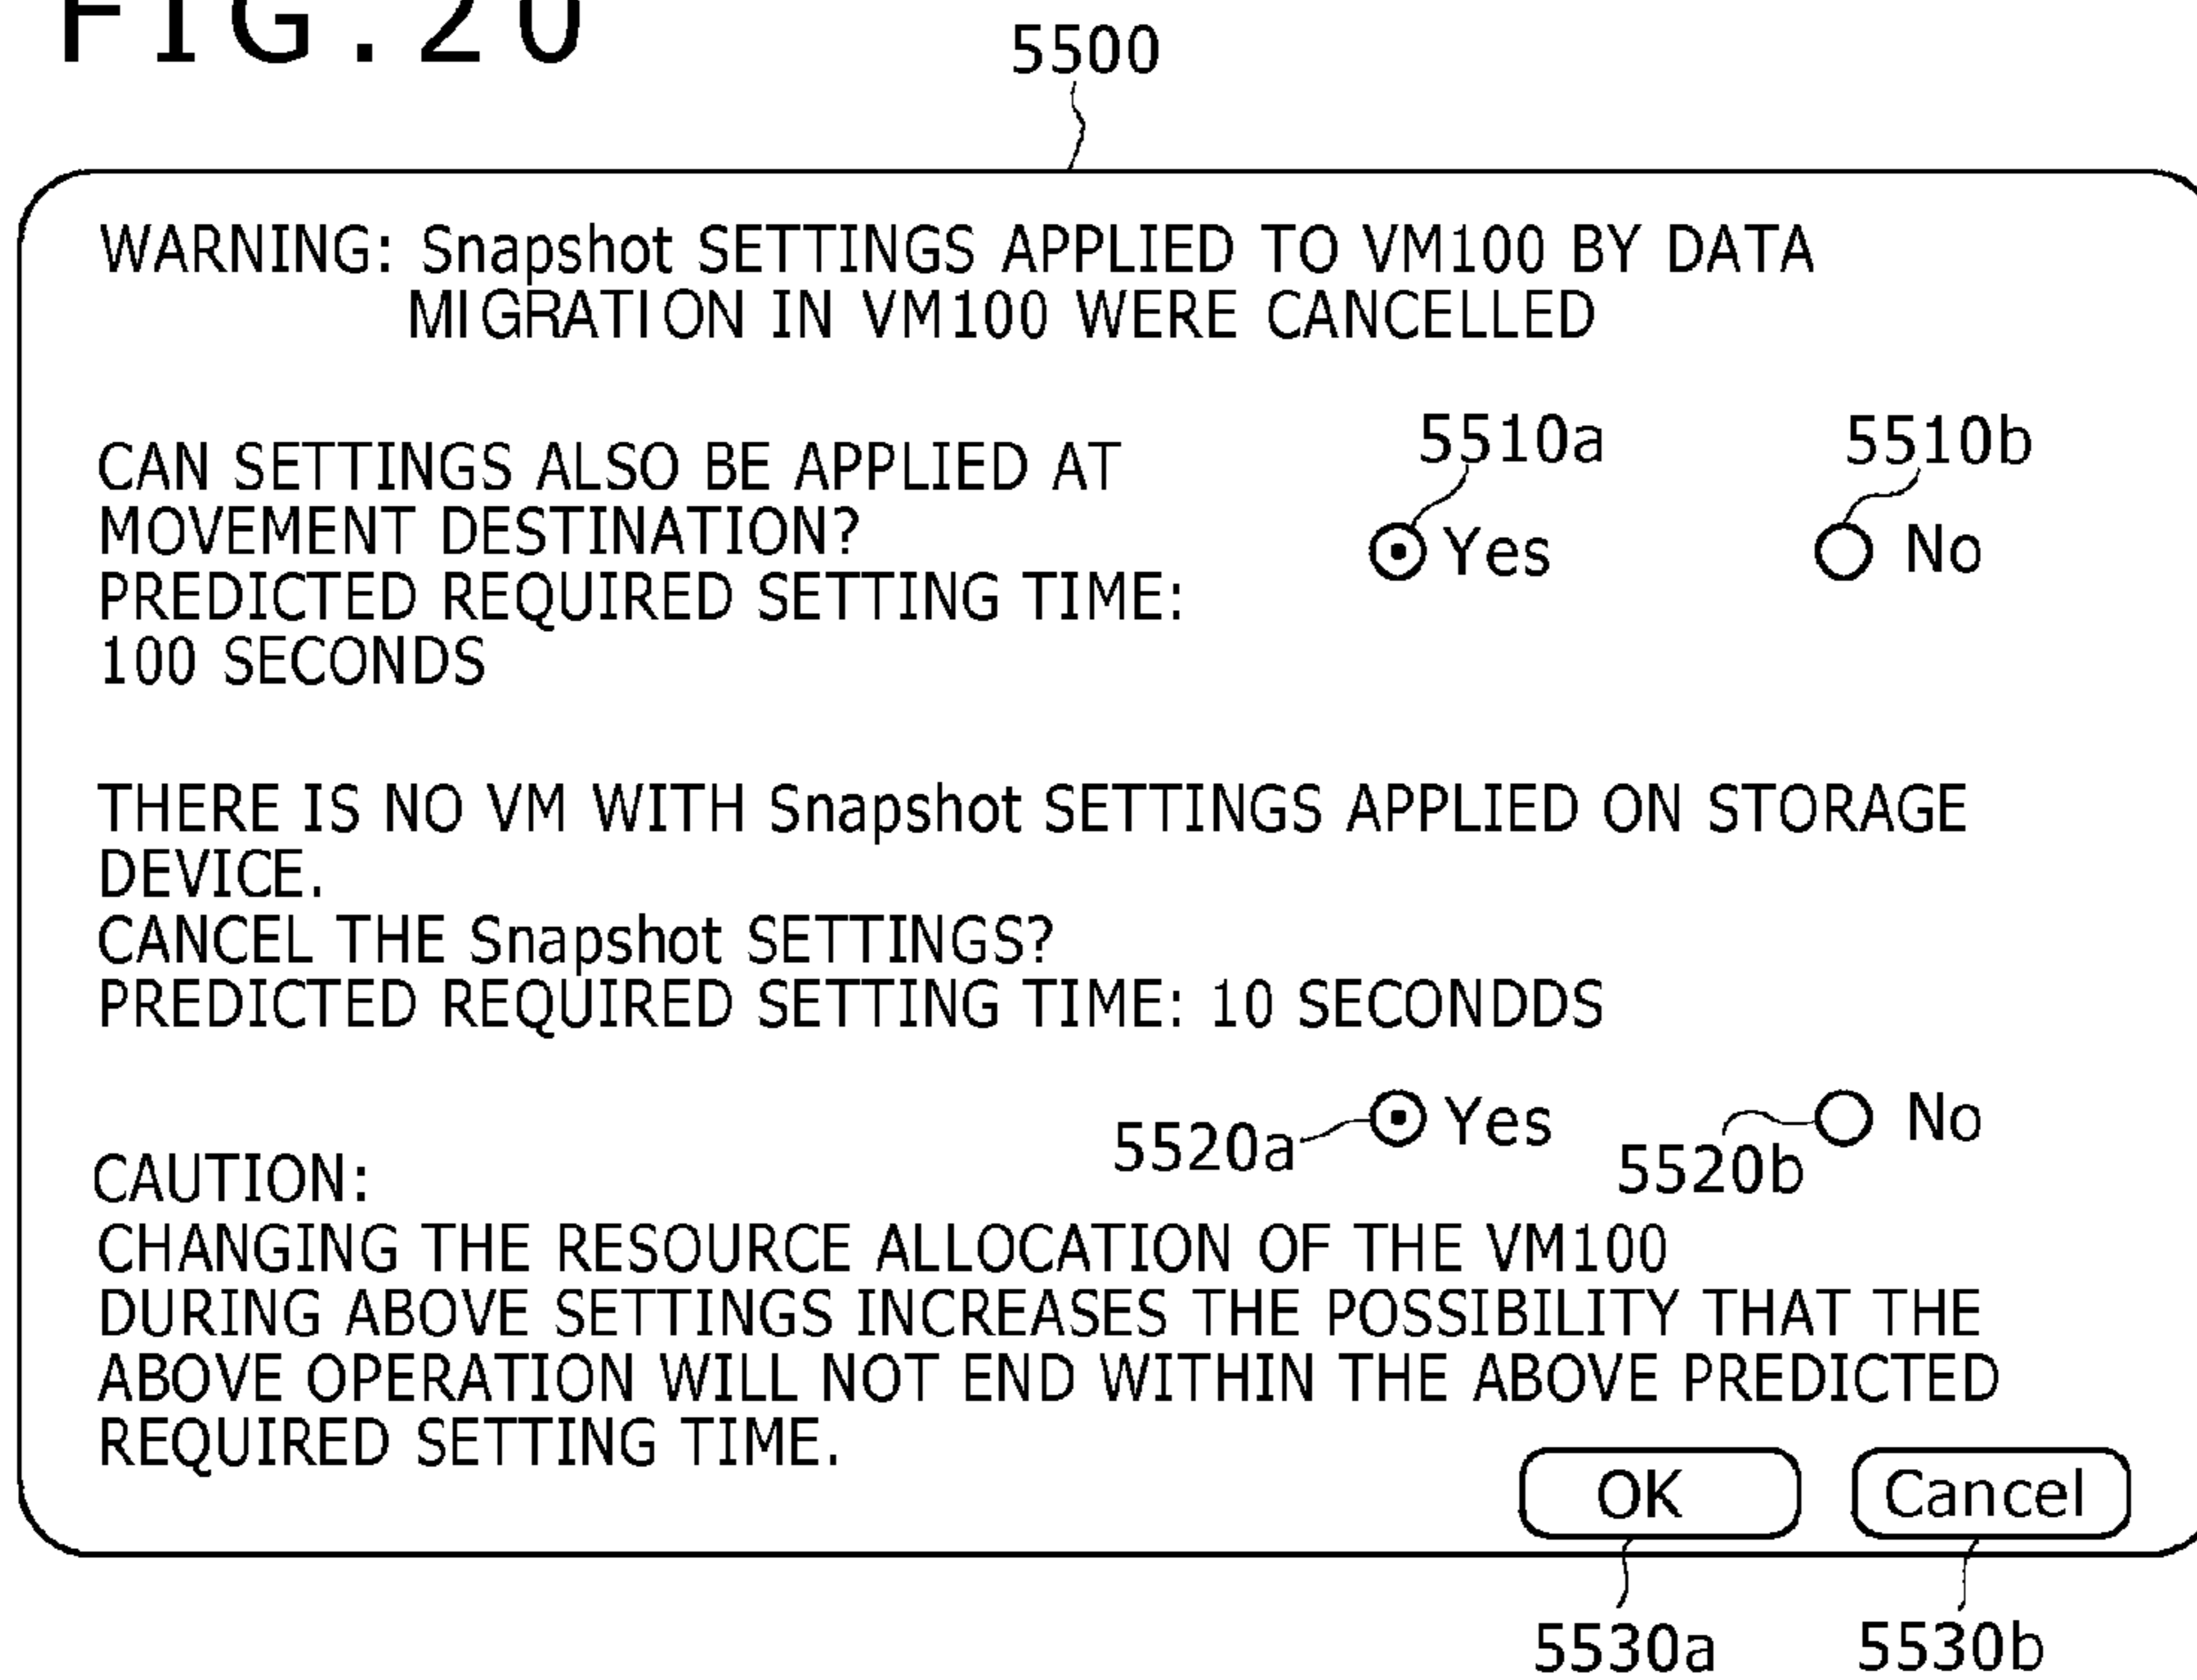 FIG.20
5500
WARNING: Snapshot SETTINGS APPLIED TO VM100 BY DATA
MIGRATION IN VM100 WERE CANCELLED
5510a
5510b
CAN SETTINGS ALSO BE APPLIED AT
MOVEMENT DESTINATION?
Yes
No
PREDICTED REQUIRED SETTING TIME:
100 SECONDS
THERE IS NO VM WITH Snapshot SETTINGS APPLIED ON STORAGE
DEVICE.
CANCEL THE Snapshot SETTINGS?
PREDICTED REQUIRED SETTING TIME: 10 SECONDDS
Yes
No
5520a
5520b
CAUTION:
CHANGING THE RESOURCE ALLOCATION OF THE VM100
DURING ABOVE SETTINGS INCREASES THE POSSIBILITY THAT THE
ABOVE OPERATION WILL NOT END WITHIN THE ABOVE PREDICTED
REQUIRED SETTING TIME.
OK
Cancel
5530a
5530b